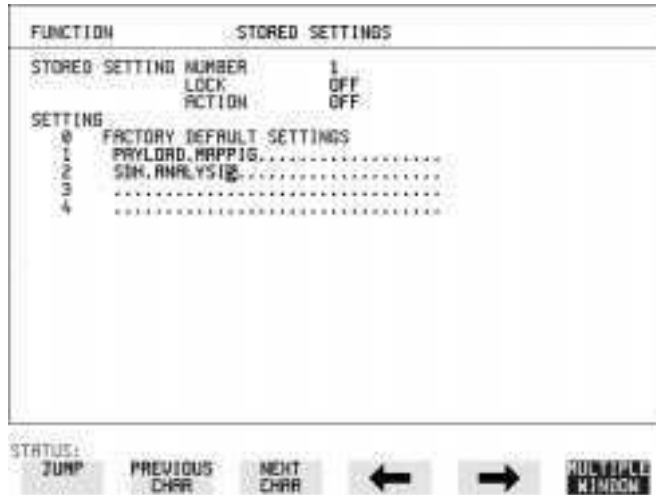 FUNCTION STORED SETTINGS
STORED SETTING NUMBER 1
LOCK OFF
ACTION OFF
SETTING
0 FACTORY DEFAULT SETTINGS
1 PAYLOAD.MAPPIG..................
2 SDH.ANALYSIS.....................
3 .................................
4 .................................
STATUS:
JUMP PREVIOUS CHAR NEXT CHAR MULTIPLE WINDOW